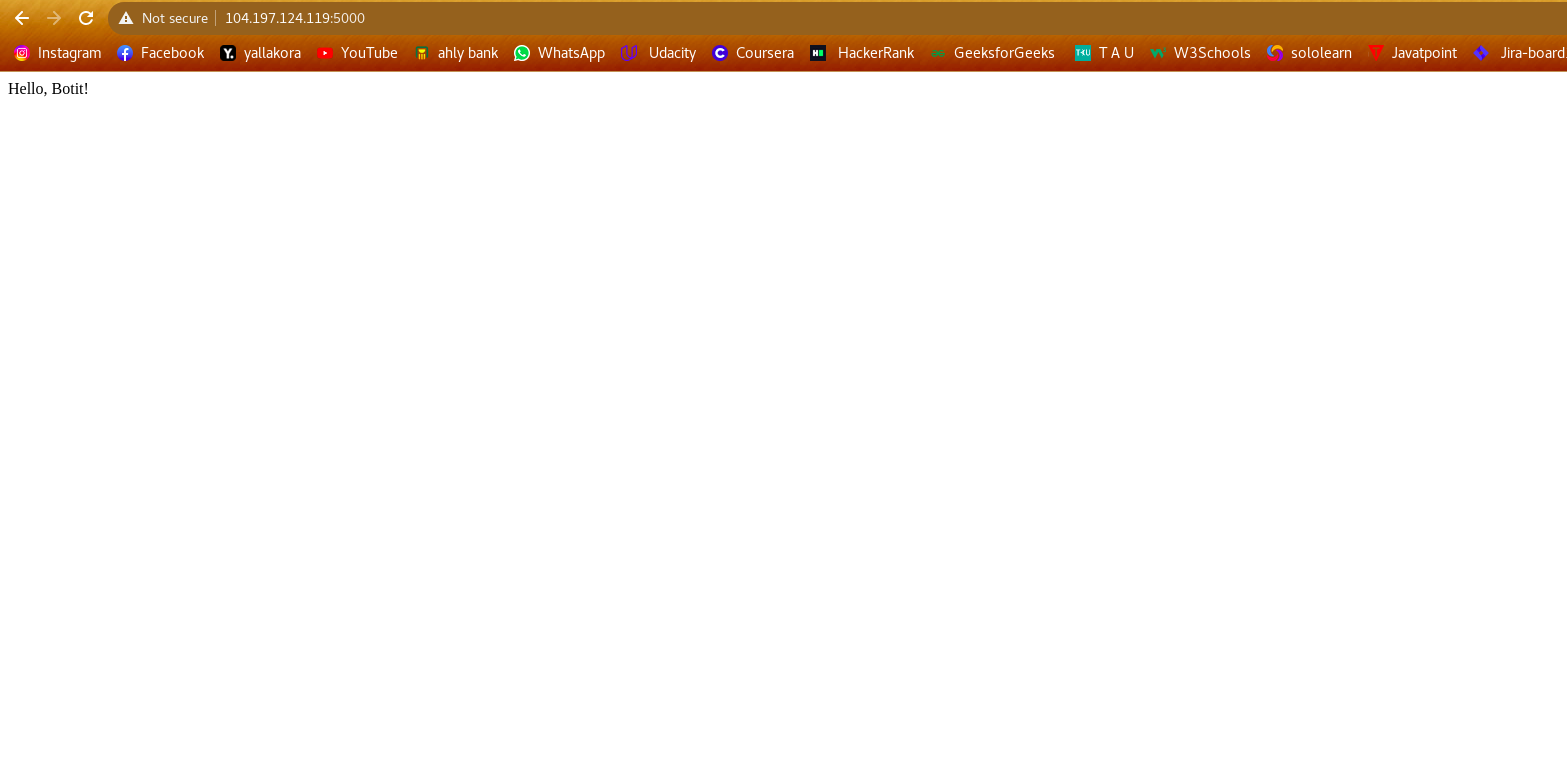 Not secure 104.197.124.119:5000
Instagram Facebook yallakora YouTube ahly bank WhatsApp Udacity Coursera HackerRank GeeksforGeeks T A U W3Schools sololearn Javatpoint Jira-board
Hello, Botit!